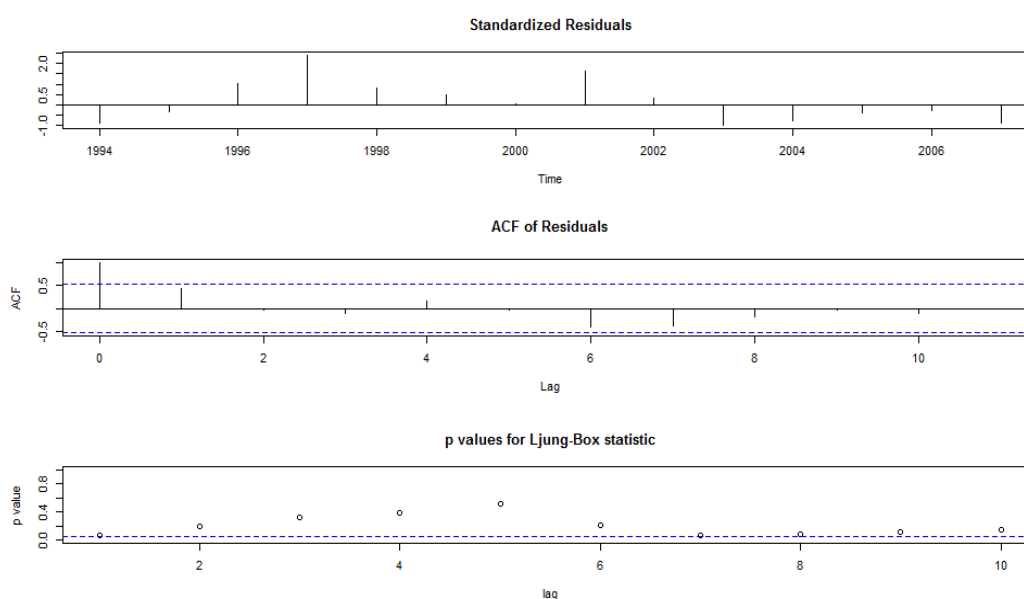 Standardized Residuals
2.0
0.5
-1.0
1994 1996 1998 2000 2002 2004 2006
Time
ACF of Residuals
ACF
0.5
-0.5
0 2 4 6 8 10
Lag
p values for Ljung-Box statistic
p value
0.8
0.4
0.0
2 4 6 8 10
lag